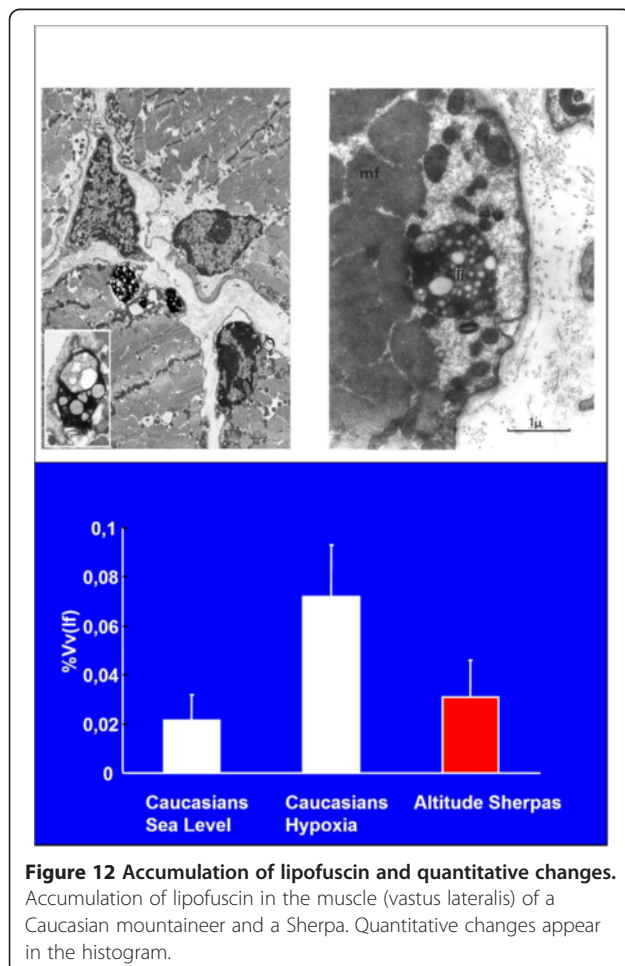 mf
lf
1µ
0,1
0,08
0,06
0,04
0,02
0
%Vv(lf)
Caucasians
Sea Level
Caucasians
Hypoxia
Altitude Sherpas
Figure 12 Accumulation of lipofuscin and quantitative changes.
Accumulation of lipofuscin in the muscle (vastus lateralis) of a
Caucasian mountaineer and a Sherpa. Quantitative changes appear
in the histogram.